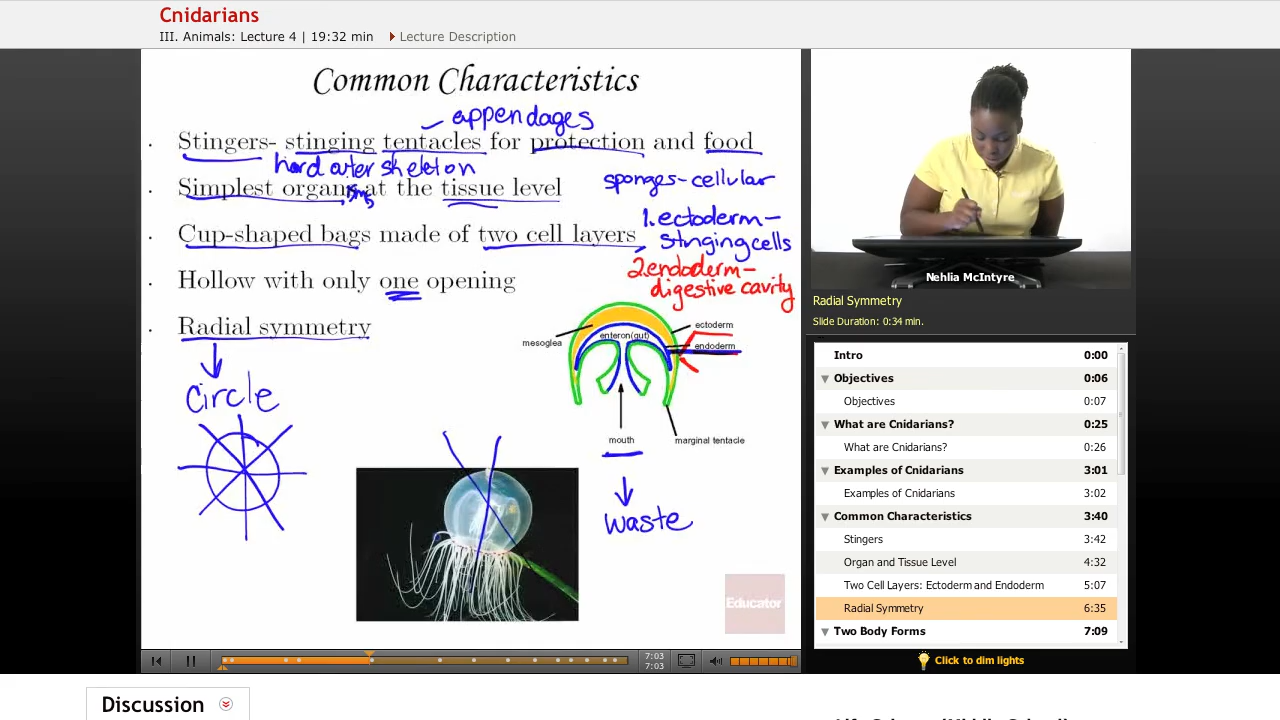 Cnidarians
III. Animals: Lecture 4 | 19:32 min Lecture Description
Common Characteristics
appendages
Stingers- stinging tentacles for protection and food
hard outer skeleton
sponges-cellular
Simplest organisms at the tissue level
1. ectoderm-
stinging cells
Cup-shaped bags made of two cell layers
2. endoderm-
digestive cavity
Hollow with only one opening
Radial symmetry
ectoderm
enteron(gut)
mesoglea
endoderm
circle
mouth
marginal tentacle
waste
Educator
7:03
7:03
Nehlia McIntyre
Radial Symmetry
Slide Duration: 0:34 min.
Intro 0:00
Objectives 0:06
Objectives 0:07
What are Cnidarians? 0:25
What are Cnidarians? 0:26
Examples of Cnidarians 3:01
Examples of Cnidarians 3:02
Common Characteristics 3:40
Stingers 3:42
Organ and Tissue Level 4:32
Two Cell Layers: Ectoderm and Endoderm 5:07
Radial Symmetry 6:35
Two Body Forms 7:09
Click to dim lights
Discussion